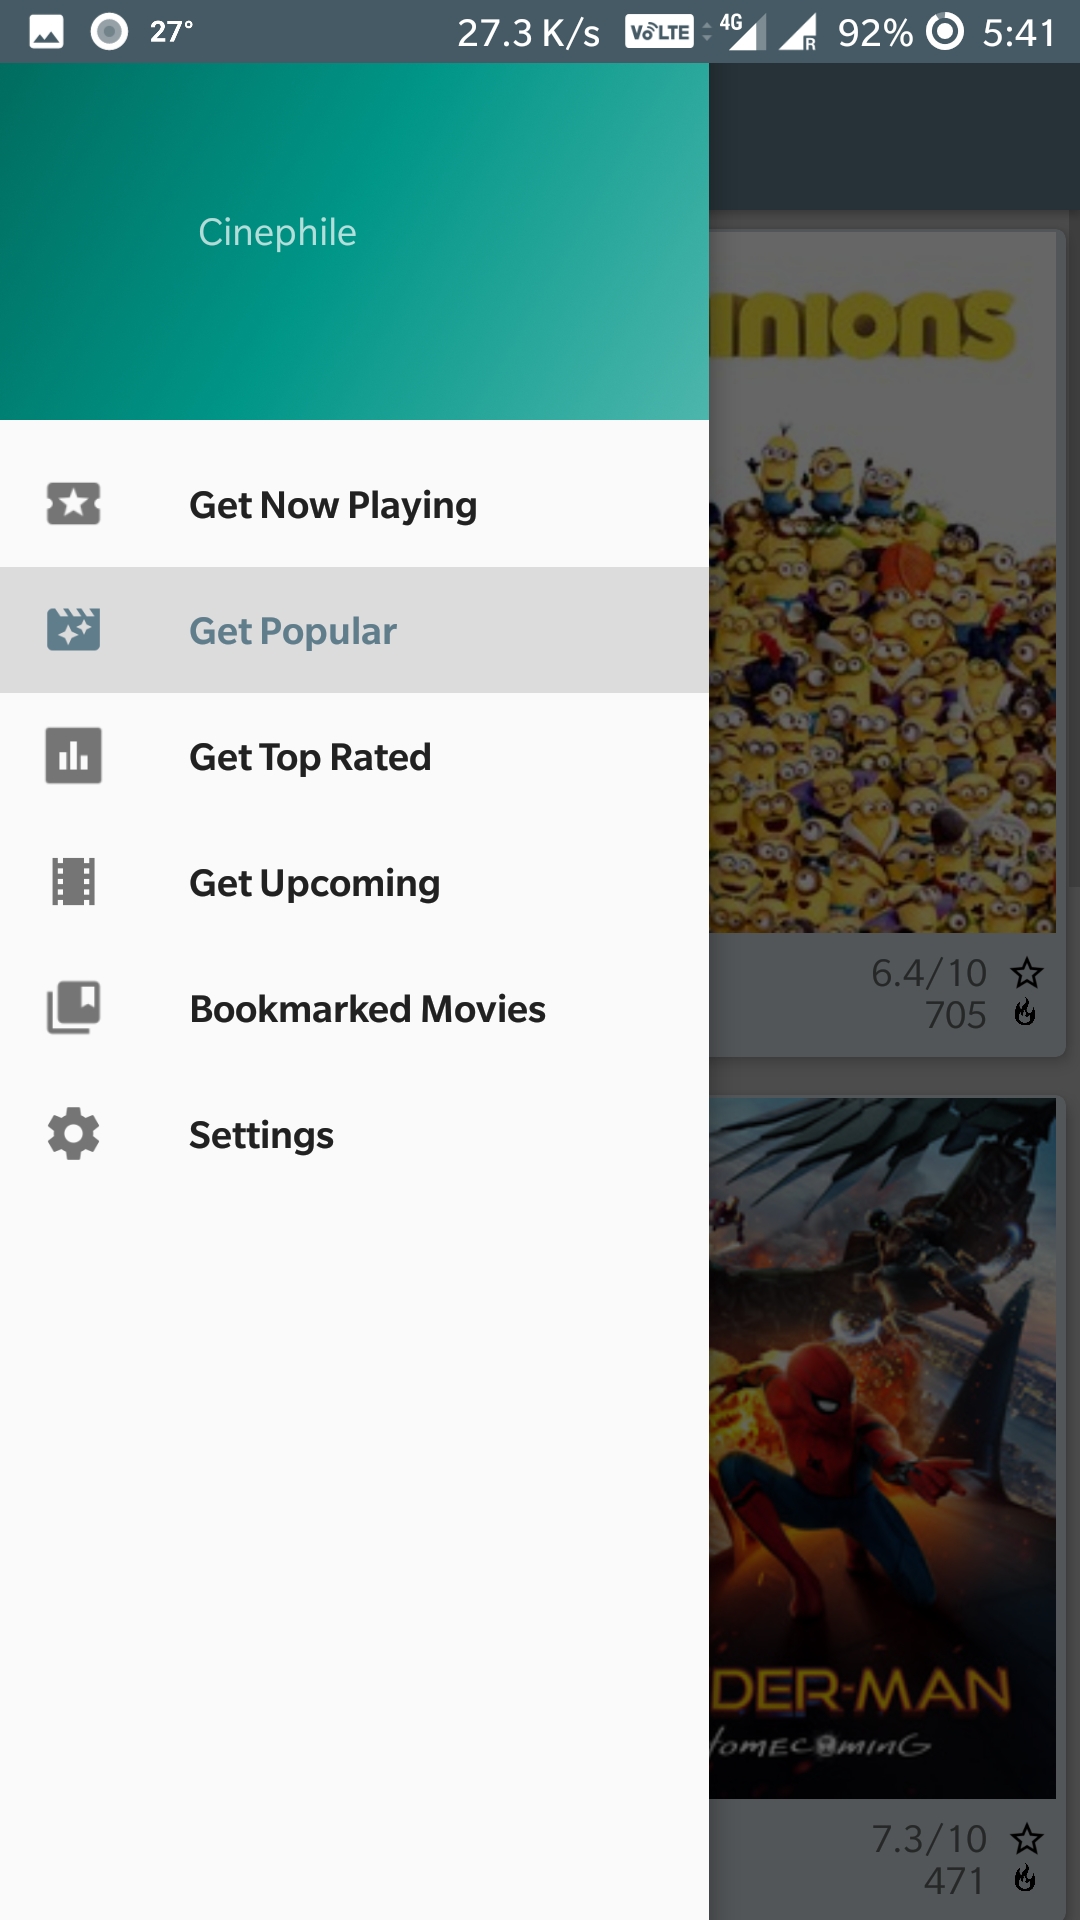 27° 27.3 K/s VoLTE 4G R 92% 5:41
Cinephile
Get Now Playing
Get Popular
Get Top Rated
Get Upcoming
Bookmarked Movies
Settings
INIONS
6.4/10
705
DER-MAN
HOMECOMING
7.3/10
471